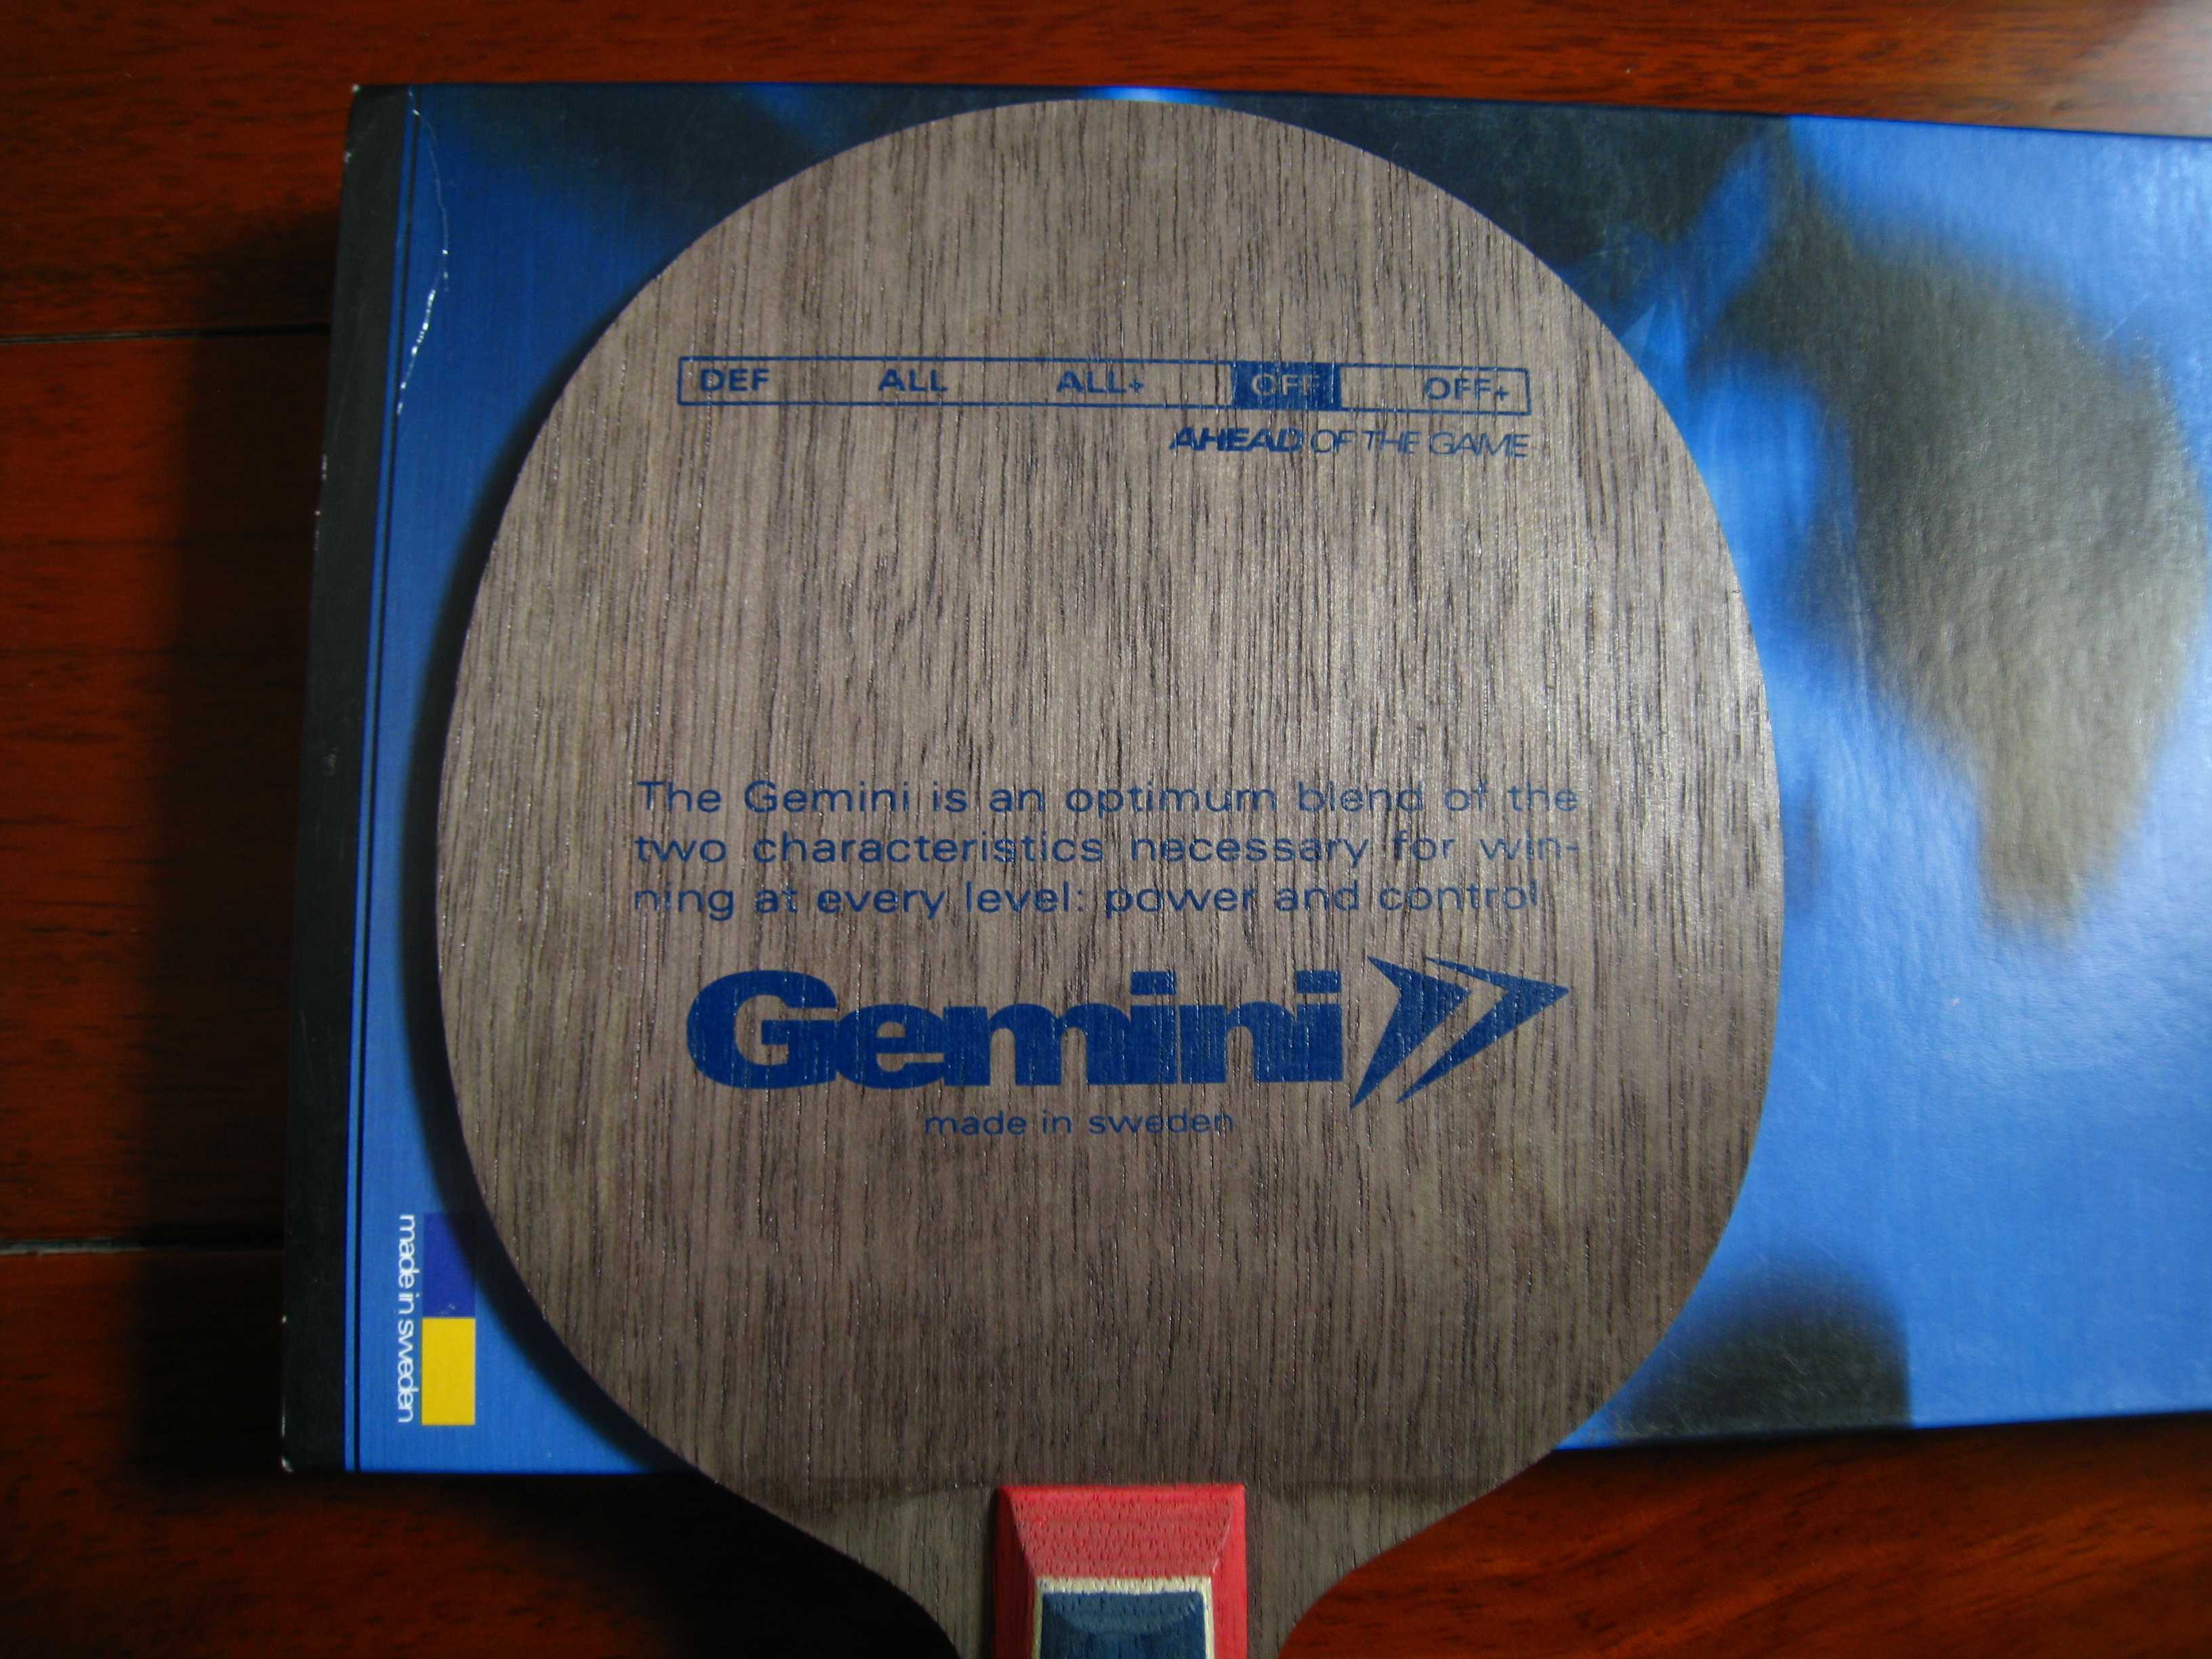 DEF ALL ALL+ OFF OFF+
AHEAD OF THE GAME
The Gemini is an optimum blend of the
two characteristics necessary for win-
ning at every level: power and control
Gemini
made in sweden
made in sweden